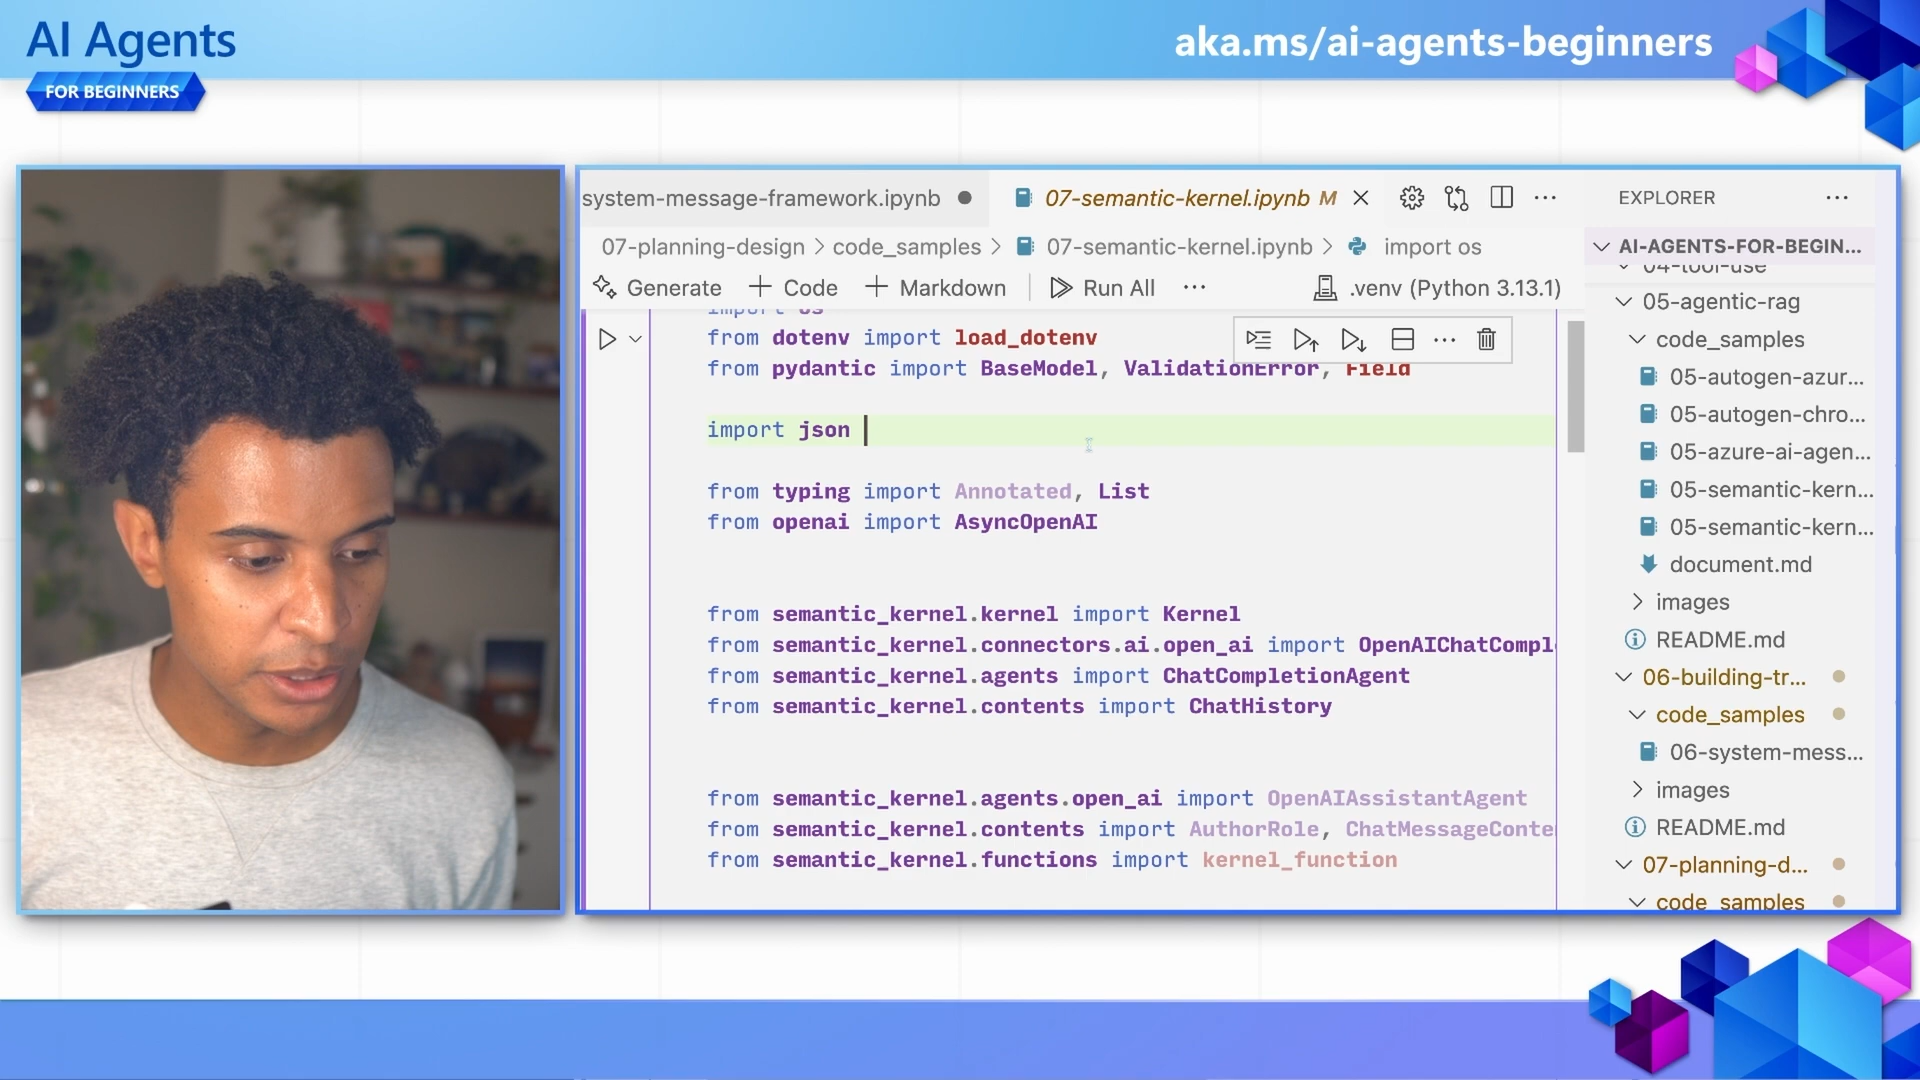 AI Agents
FOR BEGINNERS
aka.ms/ai-agents-beginners
system-message-framework.ipynb
07-semantic-kernel.ipynb M
07-planning-design > code_samples > 07-semantic-kernel.ipynb > import os
Generate + Code + Markdown Run All ... .venv (Python 3.13.1)
import os
from dotenv import load_dotenv
from pydantic import BaseModel, ValidationError, Field
import json
from typing import Annotated, List
from openai import AsyncOpenAI
from semantic_kernel.kernel import Kernel
from semantic_kernel.connectors.ai.open_ai import OpenAIChatCompl
from semantic_kernel.agents import ChatCompletionAgent
from semantic_kernel.contents import ChatHistory
from semantic_kernel.agents.open_ai import OpenAIAssistantAgent
from semantic_kernel.contents import AuthorRole, ChatMessageConte
from semantic_kernel.functions import kernel_function
EXPLORER
AI-AGENTS-FOR-BEGIN...
04-tool-use
05-agentic-rag
code_samples
05-autogen-azur...
05-autogen-chro...
05-azure-ai-agen...
05-semantic-kern...
05-semantic-kern...
document.md
images
README.md
06-building-tr...
code_samples
06-system-mess...
images
README.md
07-planning-d...
code_samples